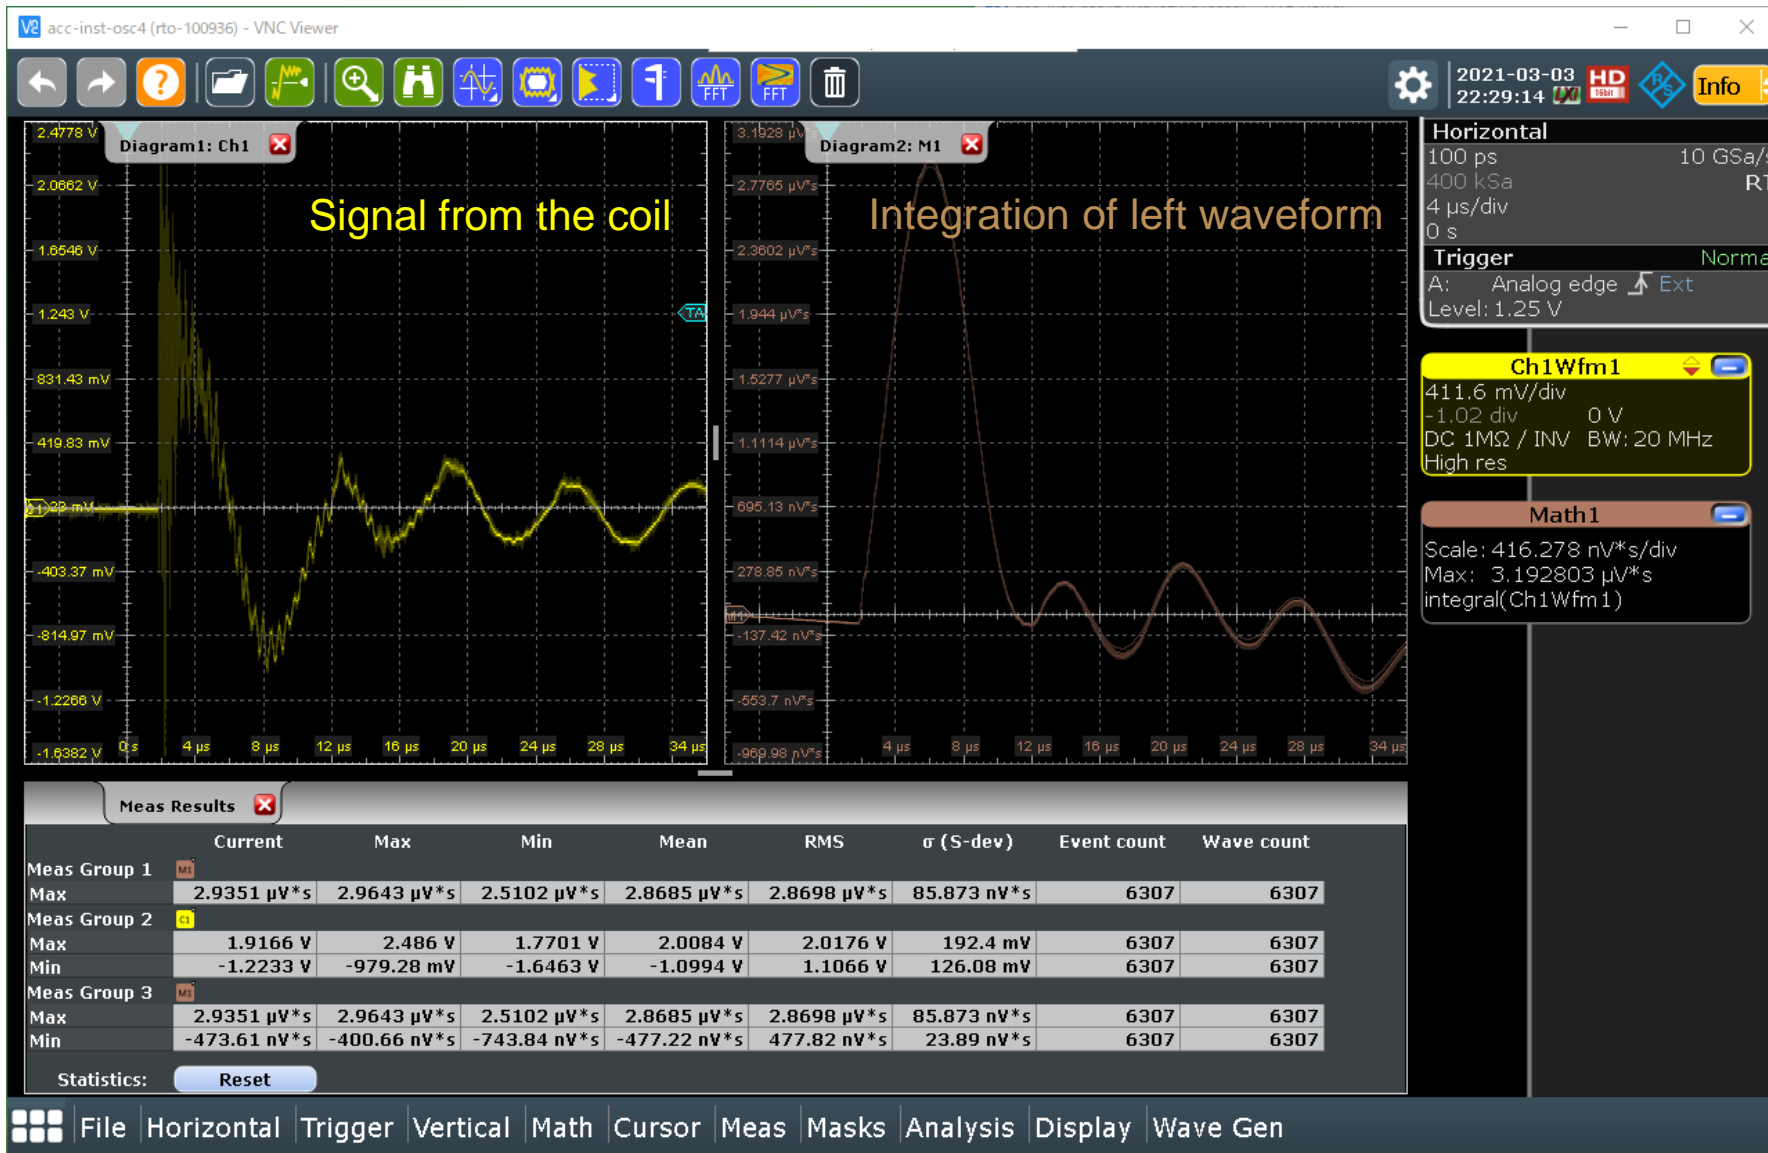 acc-inst-osc4 (rto-100936) - VNC Viewer
FFT
FFT
2021-03-03
22:29:14
LXI
HD
16bit
R&S
Info
Diagram1: Ch1
Signal from the coil
2.4778 V
2.0662 V
1.6546 V
1.243 V
831.43 mV
419.83 mV
-403.37 mV
-814.97 mV
-1.2266 V
-1.6382 V
TA
0 s
4 µs
8 µs
12 µs
16 µs
20 µs
24 µs
28 µs
34 µs
Diagram2: M1
Integration of left waveform
3.1928 µV
2.7765 µV*s
2.3602 µV*s
1.944 µV*s
1.5277 µV*s
1.1114 µV*s
695.13 nV*s
278.85 nV*s
M1
-137.42 nV*s
-553.7 nV*s
-969.98 nV*s
4 µs
8 µs
12 µs
16 µs
20 µs
24 µs
28 µs
34 µs
Horizontal
100 ps 10 GSa/s
400 kSa RT
4 µs/div
0 s
Trigger Norma
A: Analog edge Ext
Level: 1.25 V
Ch1Wfm1
411.6 mV/div
-1.02 div 0 V
DC 1MΩ / INV BW: 20 MHz
High res
Math1
Scale: 416.278 nV*s/div
Max: 3.192803 µV*s
integral(Ch1Wfm1)
Meas Results
Current Max Min Mean RMS σ (S-dev) Event count Wave count
Meas Group 1 M1
Max 2.9351 µV*s 2.9643 µV*s 2.5102 µV*s 2.8685 µV*s 2.8698 µV*s 85.873 nV*s 6307 6307
Meas Group 2 C1
Max 1.9166 V 2.486 V 1.7701 V 2.0084 V 2.0176 V 192.4 mV 6307 6307
Min -1.2233 V -979.28 mV -1.6463 V -1.0994 V 1.1066 V 126.08 mV 6307 6307
Meas Group 3 M1
Max 2.9351 µV*s 2.9643 µV*s 2.5102 µV*s 2.8685 µV*s 2.8698 µV*s 85.873 nV*s 6307 6307
Min -473.61 nV*s -400.66 nV*s -743.84 nV*s -477.22 nV*s 477.82 nV*s 23.89 nV*s 6307 6307
Statistics: Reset
File Horizontal Trigger Vertical Math Cursor Meas Masks Analysis Display Wave Gen